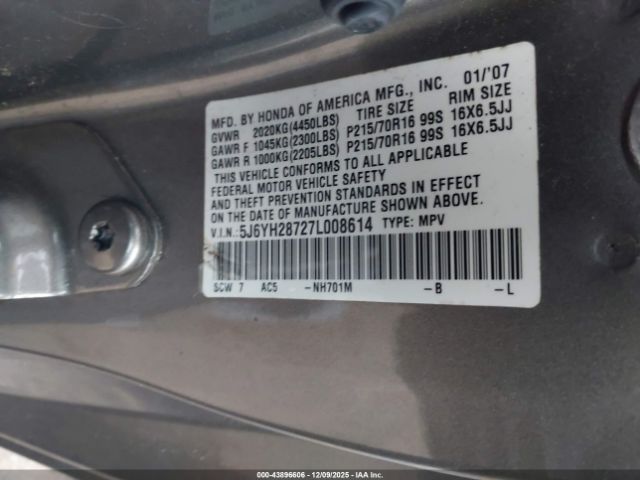 MFD. BY HONDA OF AMERICA MFG., INC. 01/'07
TIRE SIZE RIM SIZE
GVWR 2020KG(4450LBS)
GAWR F 1045KG(2300LBS) P215/70R16 99S 16X6.5JJ
GAWR R 1000KG(2205LBS) P215/70R16 99S 16X6.5JJ
THIS VEHICLE CONFORMS TO ALL APPLICABLE
FEDERAL MOTOR VEHICLE SAFETY
AND THEFT PREVENTION STANDARDS IN EFFECT
ON THE DATE OF MANUFACTURE SHOWN ABOVE.
V.I.N.: 5J6YH28727L008614 TYPE: MPV
SCW 7 AC5 -NH701M -B -L
000-43896606 - 12/09/2025 - IAAI